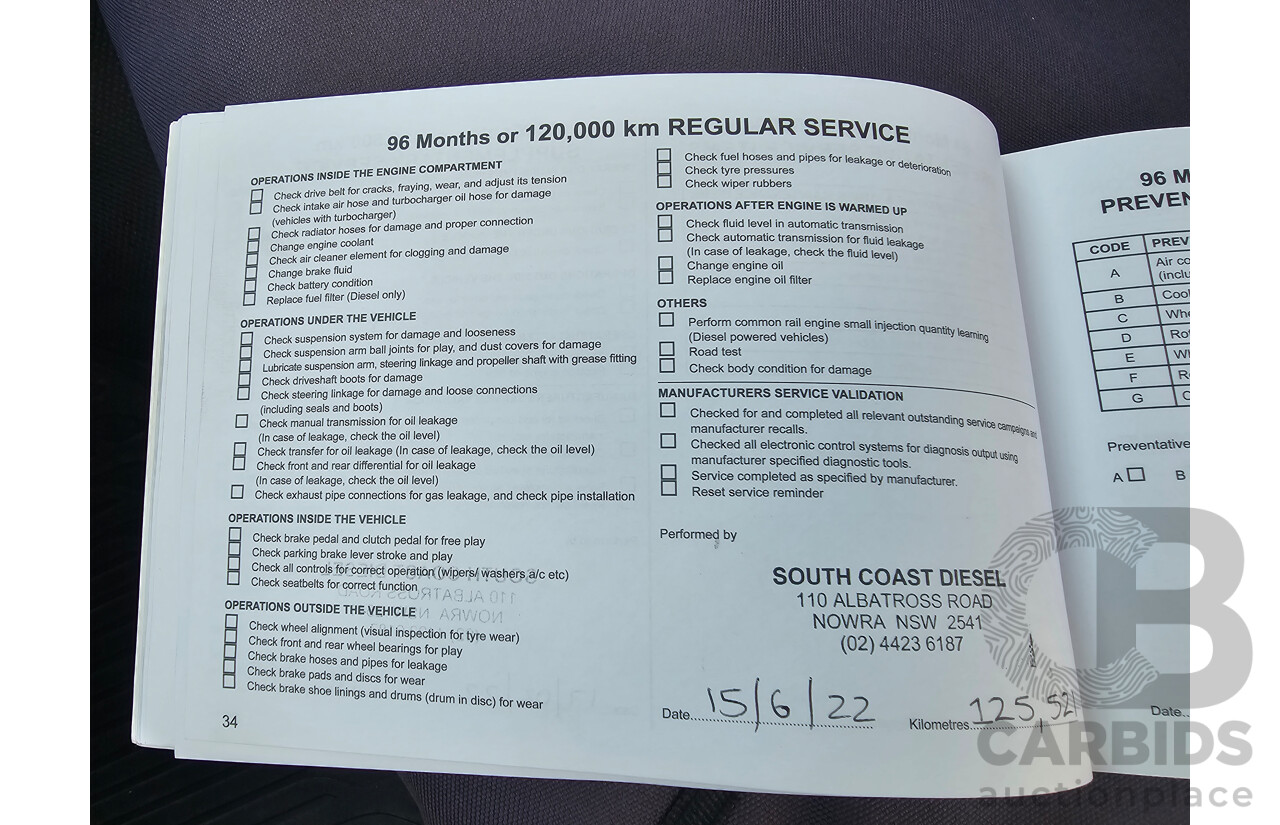 96 Months or 120,000 km REGULAR SERVICE
OPERATIONS INSIDE THE ENGINE COMPARTMENT
Check drive belt for cracks, fraying, wear, and adjust its tension
Check intake air hose and turbocharger oil hose for damage
(vehicles with turbocharger)
Check radiator hoses for damage and proper connection
Change engine coolant
Check air cleaner element for clogging and damage
Change brake fluid
Check battery condition
Replace fuel filter (Diesel only)
OPERATIONS UNDER THE VEHICLE
Check suspension system for damage and looseness
Check suspension arm ball joints for play, and dust covers for damage
Lubricate suspension arm, steering linkage and propeller shaft with grease fitting
Check driveshaft boots for damage
Check steering linkage for damage and loose connections
(including seals and boots)
Check manual transmission for oil leakage
(In case of leakage, check the oil level)
Check transfer for oil leakage (In case of leakage, check the oil level)
Check front and rear differential for oil leakage
(In case of leakage, check the oil level)
Check exhaust pipe connections for gas leakage, and check pipe installation
OPERATIONS INSIDE THE VEHICLE
Check brake pedal and clutch pedal for free play
Check parking brake lever stroke and play
Check all controls for correct operation (wipers/ washers a/c etc)
Check seatbelts for correct function
OPERATIONS OUTSIDE THE VEHICLE
Check wheel alignment (visual inspection for tyre wear)
Check front and rear wheel bearings for play
Check brake hoses and pipes for leakage
Check brake pads and discs for wear
Check brake shoe linings and drums (drum in disc) for wear
34
Check fuel hoses and pipes for leakage or deterioration
Check tyre pressures
Check wiper rubbers
OPERATIONS AFTER ENGINE IS WARMED UP
Check fluid level in automatic transmission
Check automatic transmission for fluid leakage
(In case of leakage, check the fluid level)
Change engine oil
Replace engine oil filter
OTHERS
Perform common rail engine small injection quantity learning
(Diesel powered vehicles)
Road test
Check body condition for damage
MANUFACTURERS SERVICE VALIDATION
Checked for and completed all relevant outstanding service campaigns and
manufacturer recalls.
Checked all electronic control systems for diagnosis output using
manufacturer specified diagnostic tools.
Service completed as specified by manufacturer.
Reset service reminder
Performed by
SOUTH COAST DIESEL
110 ALBATROSS ROAD
NOWRA NSW 2541
(02) 4423 6187
Date 15/6/22 Kilometres 125,521
96 M
PREVEN
CODE PREV
A Air co
(inclu
B Cool
C Whe
D Ro
E Wh
F R
G
Preventative
A B
Date
CB
CARBIDS
auctionplace